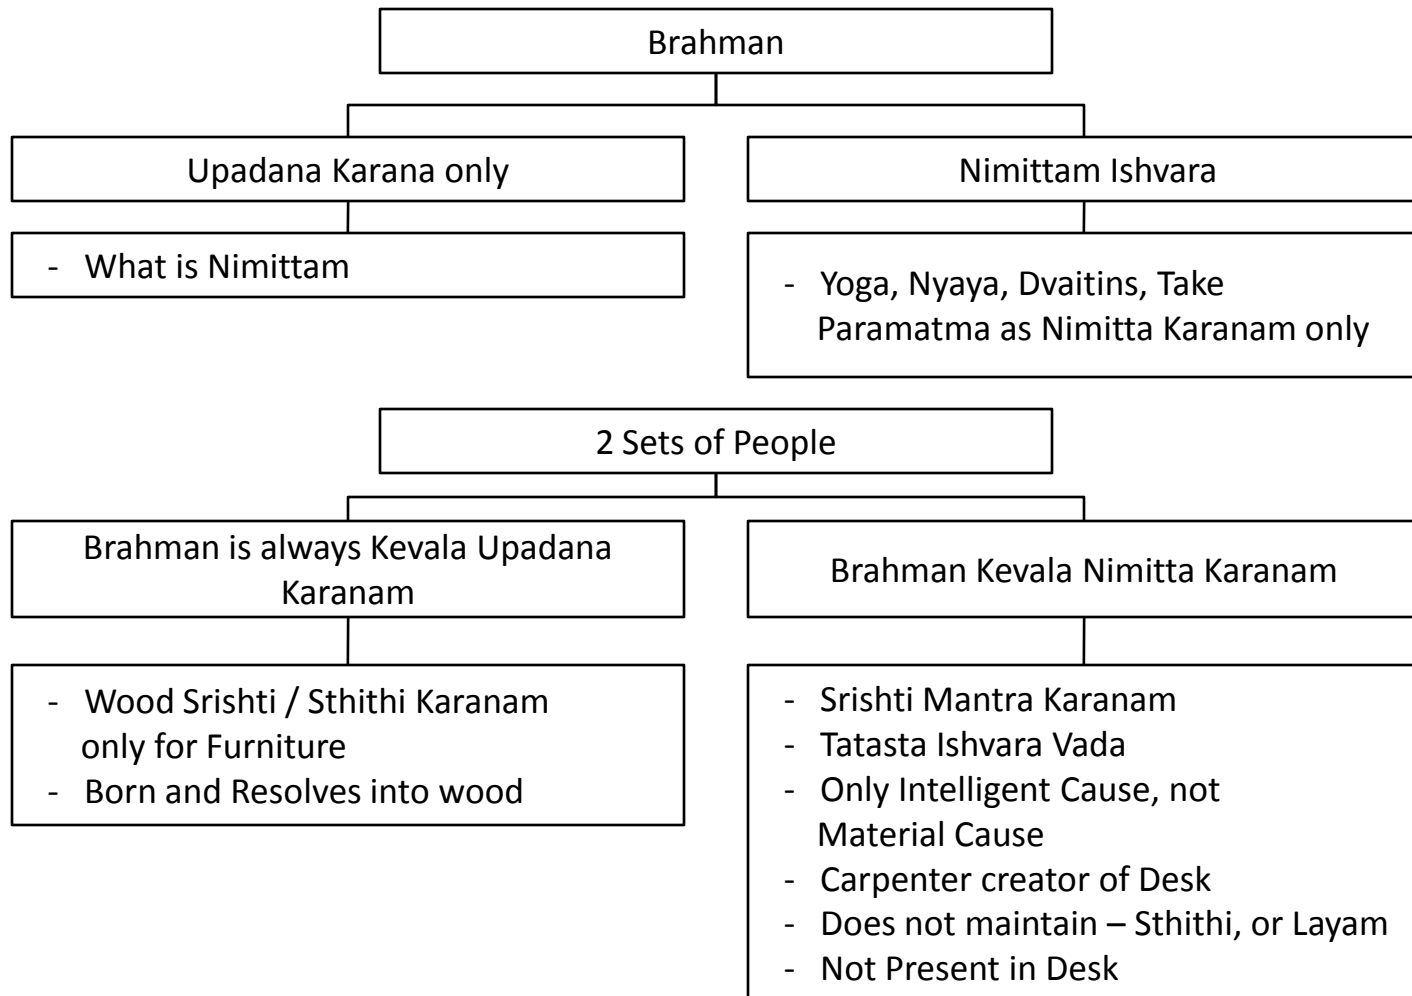 Brahman
Upadana Karana only
Nimittam Ishvara
- What is Nimittam
- Yoga, Nyaya, Dvaitins, Take
Paramatma as Nimitta Karanam only
2 Sets of People
Brahman is always Kevala Upadana
Karanam
Brahman Kevala Nimitta Karanam
- Wood Srishti / Sthithi Karanam
only for Furniture
- Born and Resolves into wood
- Srishti Mantra Karanam
- Tatasta Ishvara Vada
- Only Intelligent Cause, not
Material Cause
- Carpenter creator of Desk
- Does not maintain – Sthithi, or Layam
- Not Present in Desk